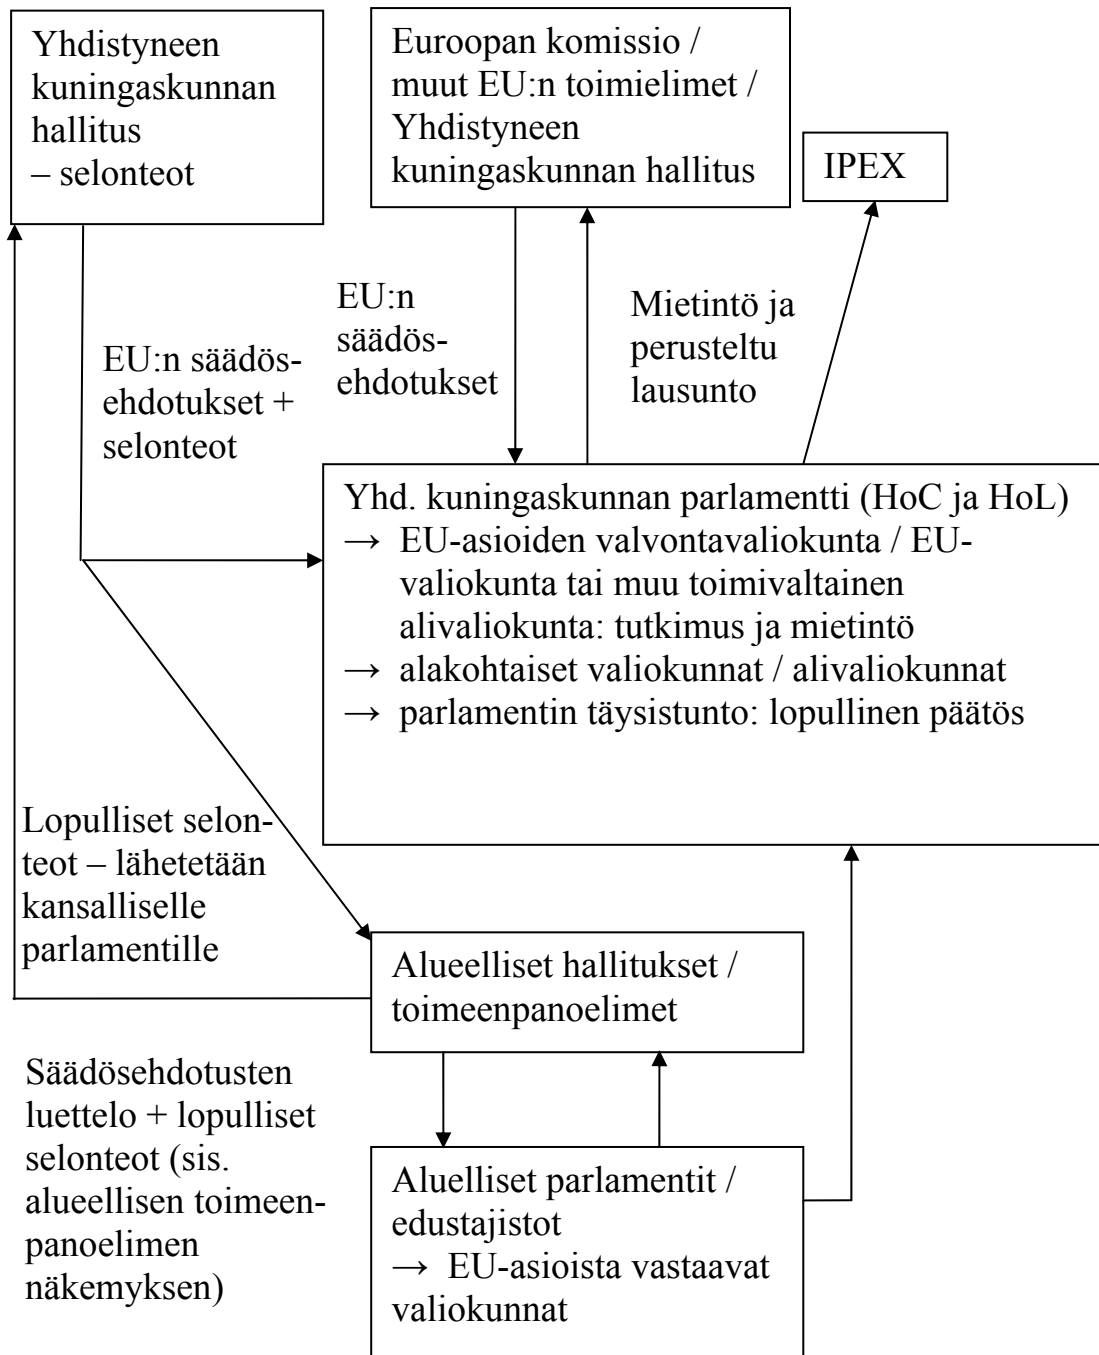 Yhdistyneen
kuningaskunnan
hallitus
– selonteot
Euroopan komissio /
muut EU:n toimielimet /
Yhdistyneen
kuningaskunnan hallitus
IPEX
EU:n säädös-
ehdotukset +
selonteot
EU:n
säädös-
ehdotukset
Mietintö ja
perusteltu
lausunto
Yhd. kuningaskunnan parlamentti (HoC ja HoL)
→ EU-asioiden valvontavaliokunta / EU-
valiokunta tai muu toimivaltainen
alivaliokunta: tutkimus ja mietintö
→ alakohtaiset valiokunnat / alivaliokunnat
→ parlamentin täysistunto: lopullinen päätös
Lopulliset selon-
teot – lähetetään
kansalliselle
parlamentille
Alueelliset hallitukset /
toimeenpanoelimet
Säädösehdotusten
luettelo + lopulliset
selonteot (sis.
alueellisen toimeen-
panoelimen
näkemyksen)
Aluelliset parlamentit /
edustajistot
→ EU-asioista vastaavat
valiokunnat